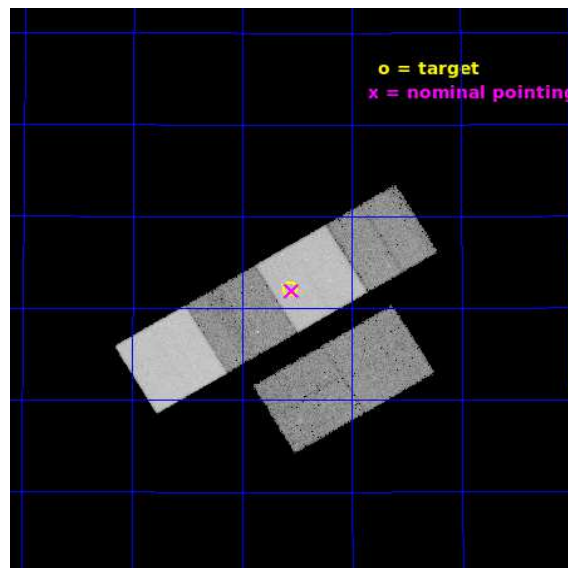 o = target
x = nominal pointing